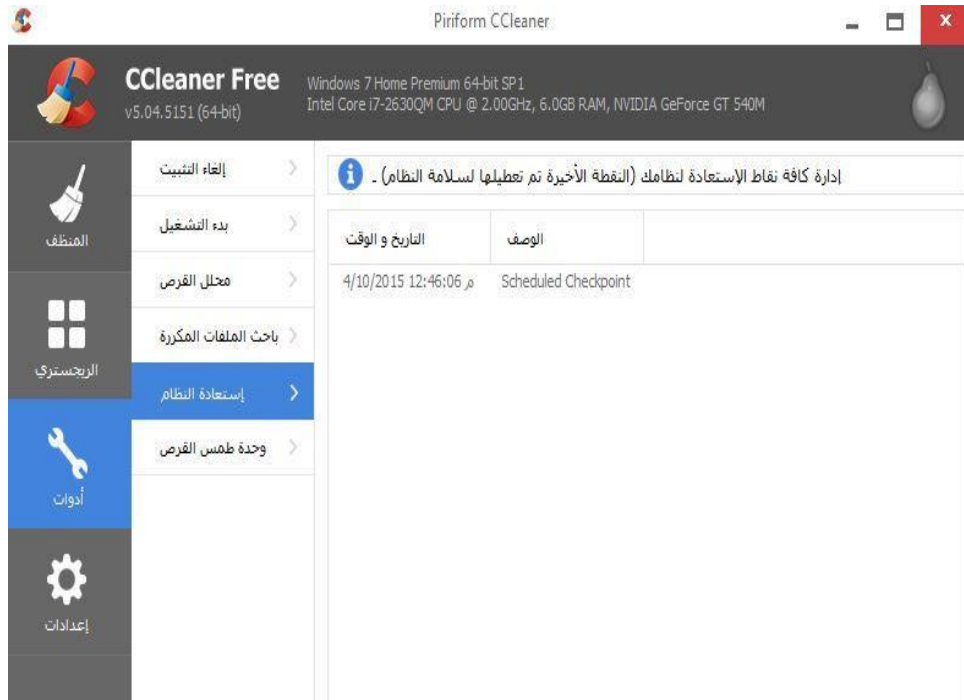 Piriform CCleaner
CCleaner Free
v5.04.5151 (64-bit)
Windows 7 Home Premium 64-bit SP1
Intel Core i7-2630QM CPU @ 2.00GHz, 6.0GB RAM, NVIDIA GeForce GT 540M
المنظف
الريجستري
أدوات
إعدادات
إلغاء التثبيت
بدء التشغيل
محلل القرص
باحث الملفات المكررة
إستعادة النظام
وحدة طمس القرص
إدارة كافة نقاط الإستعادة لنظامك (النقطة الأخيرة تم تعطيلها لسلامة النظام) ـ
التاريخ و الوقت
الوصف
4/10/2015 12:46:06 م
Scheduled Checkpoint